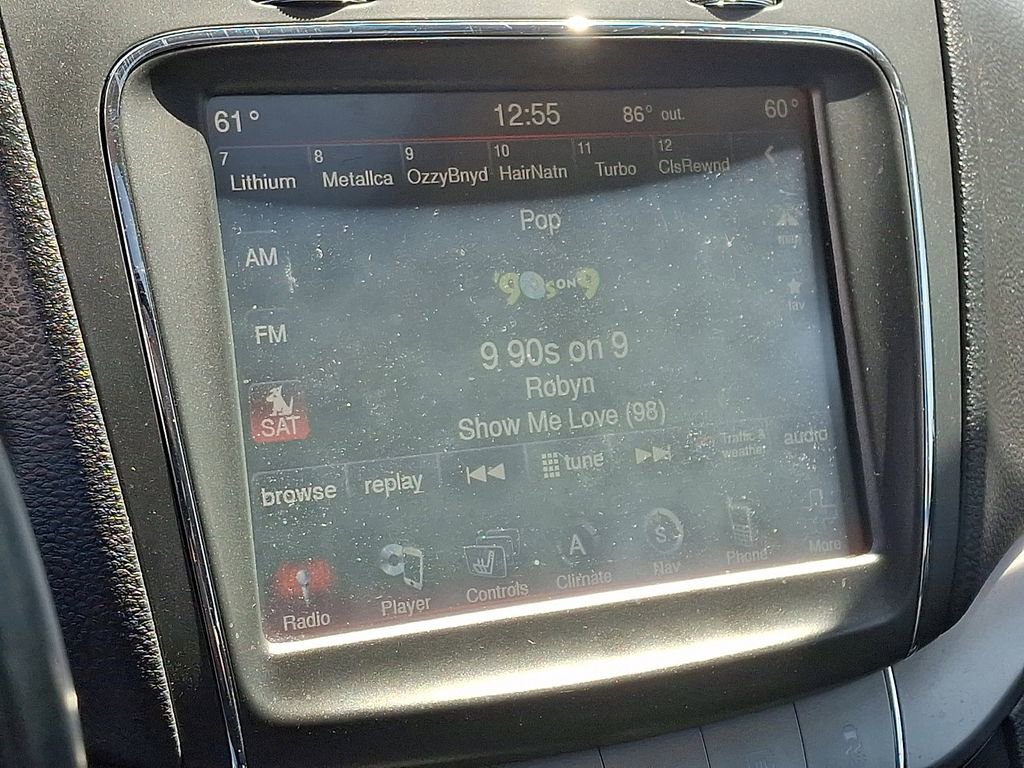 61° 12:55 86° out. 60°
7 8 9 10 11 12
Lithium Metallca OzzyBnyd HairNatn Turbo ClsRewnd
Pop
AM
'90s ON 9
fav
FM
9 90s on 9
Robyn
Show Me Love (98)
SAT
browse replay tune Traffic & weather audio
Radio Player Controls A Climate S Nav Phone More